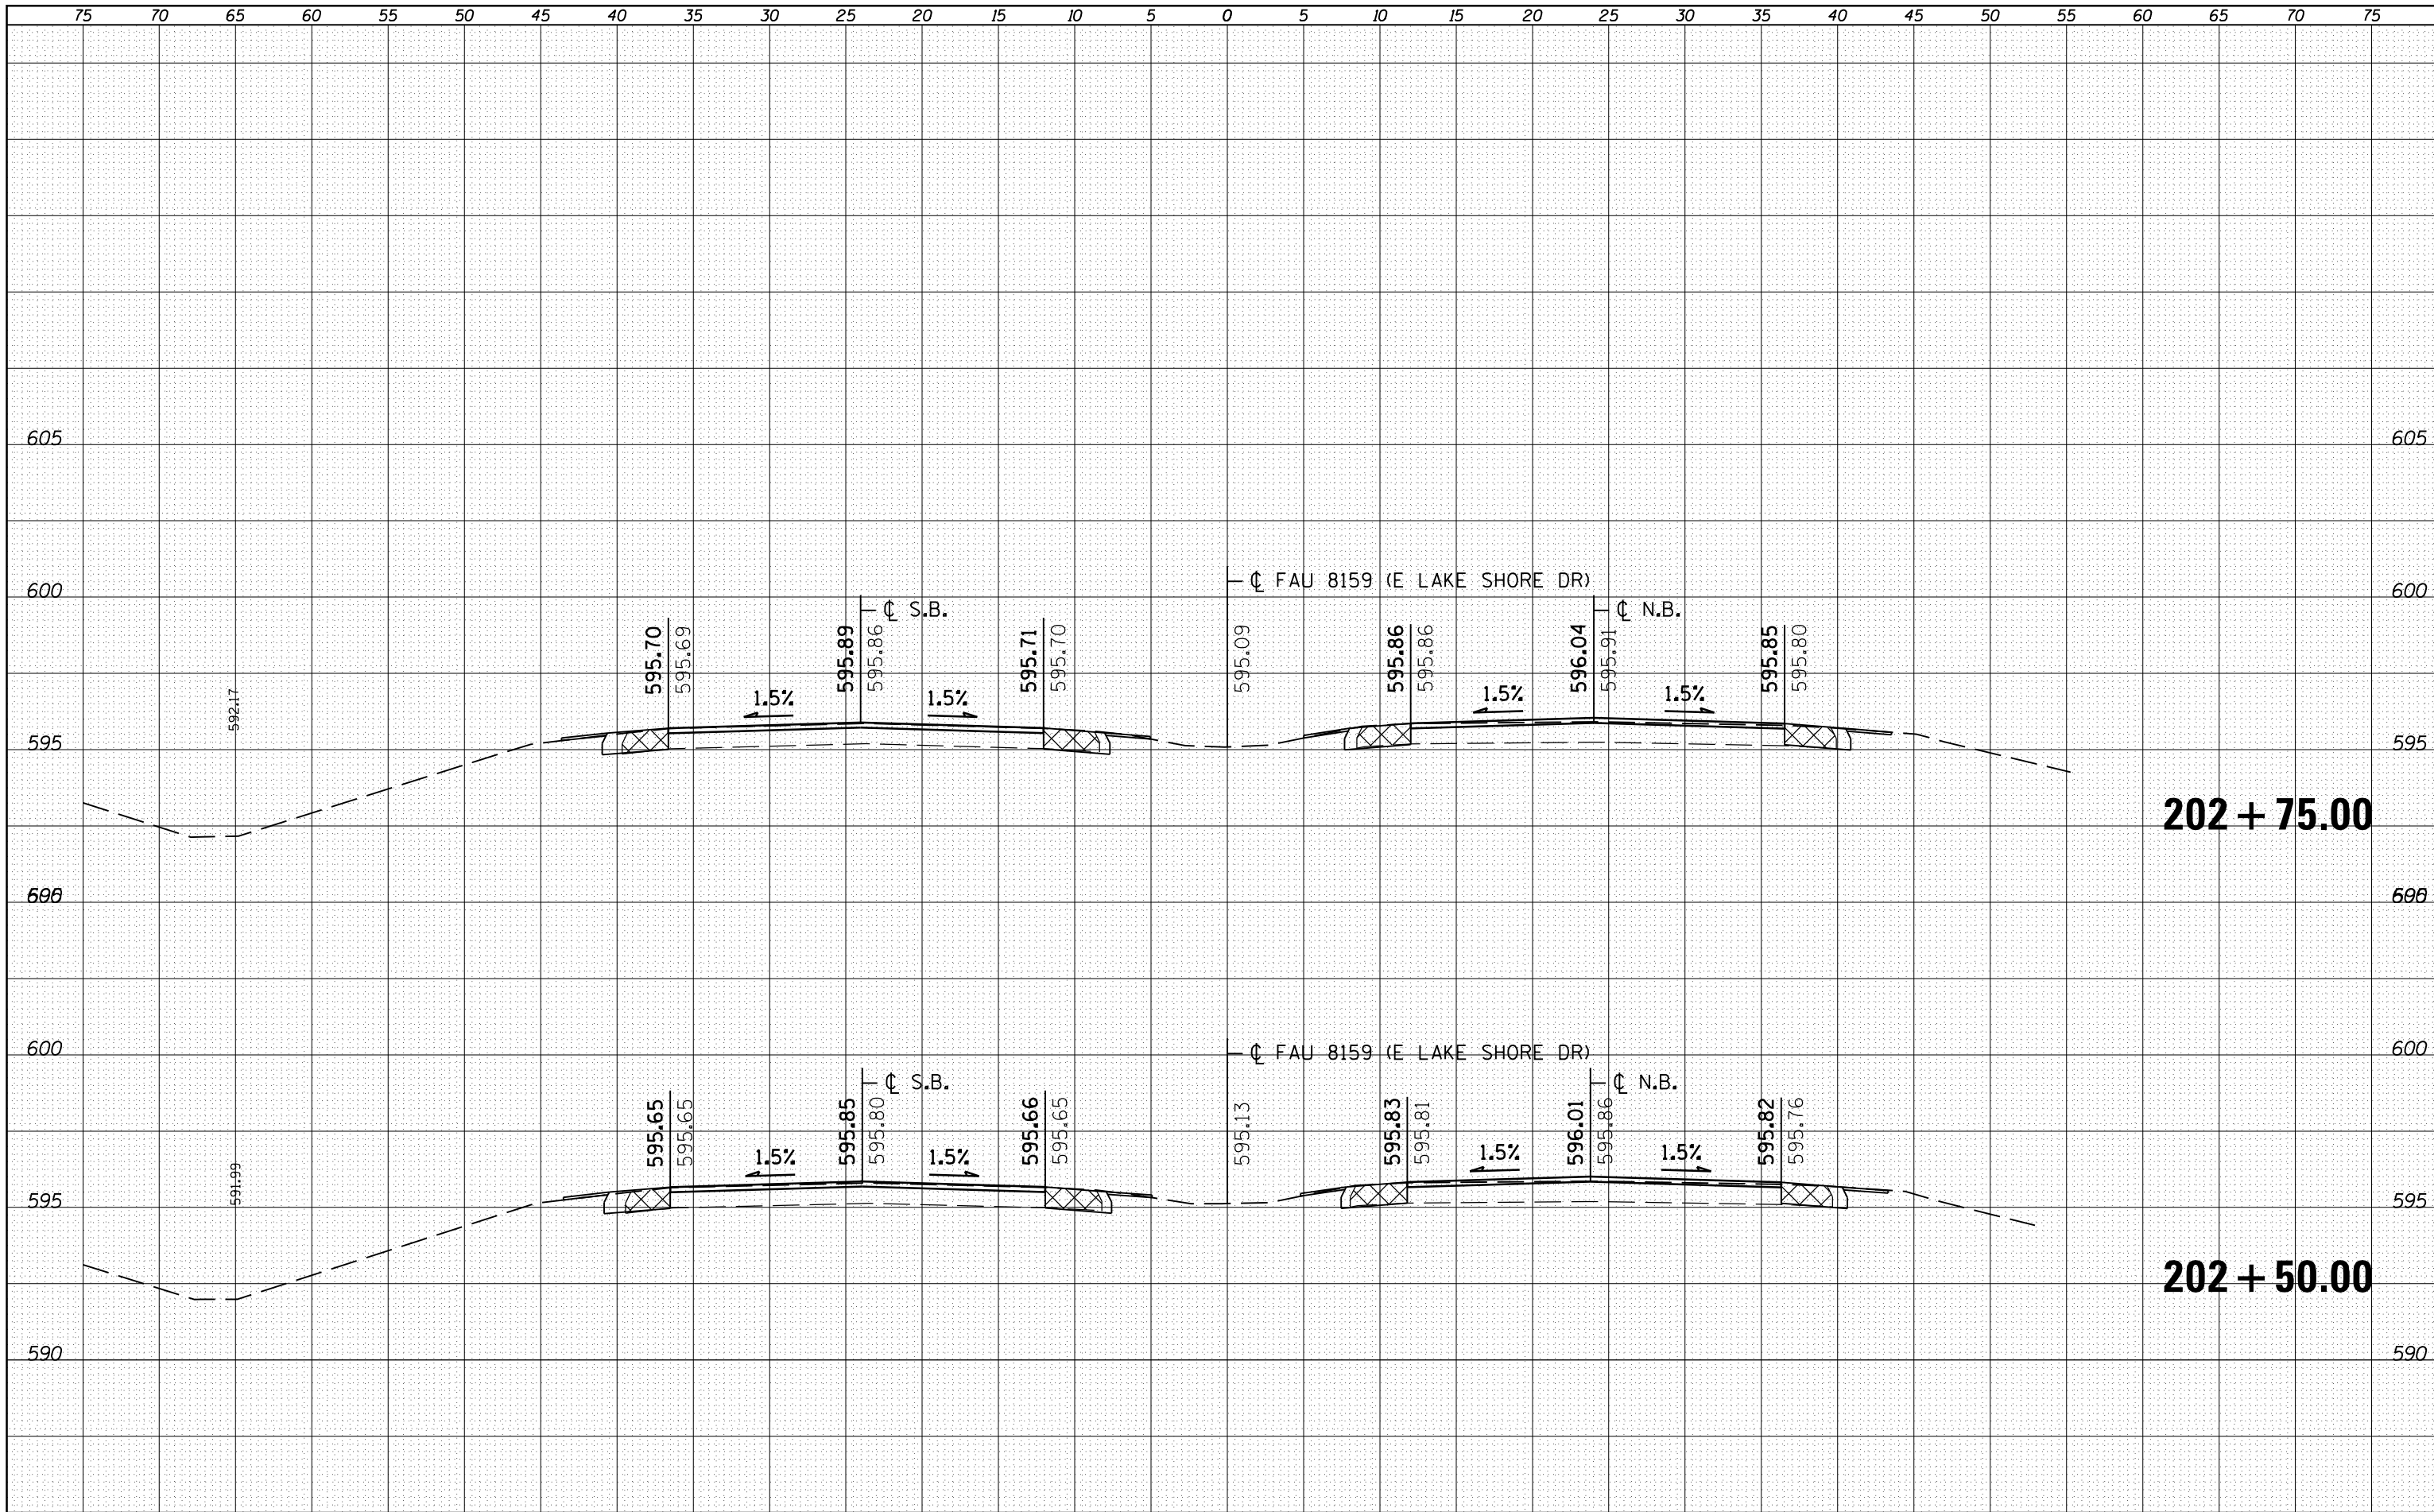 75 70 65 60 55 50 45 40 35 30 25 20 15 10 5 0 5 10 15 20 25 30 35 40 45 50 55 60 65 70 75
605 605
600 ℄ FAU 8159 (E LAKE SHORE DR) 600
℄ S.B. ℄ N.B.
592.17 595.70 595.69 595.89 595.86 595.71 595.70 595.09 595.86 595.86 596.04 595.91 595.85 595.80
1.5% 1.5% 1.5% 1.5%
595 595
202+75.00
600 ℄ FAU 8159 (E LAKE SHORE DR) 600
℄ S.B. ℄ N.B.
591.99 595.65 595.65 595.85 595.80 595.66 595.65 595.13 595.83 595.81 596.01 595.86 595.82 595.76
1.5% 1.5% 1.5% 1.5%
595 595
202+50.00
590 590